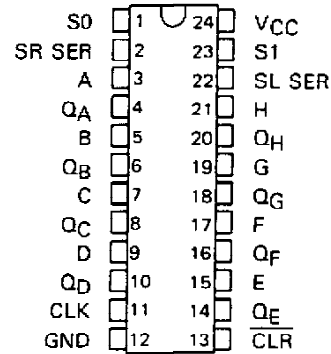 S0 1 24 VCC
SR SER 2 23 S1
A 3 22 SL SER
QA 4 21 H
B 5 20 QH
QB 6 19 G
C 7 18 QG
QC 8 17 F
D 9 16 QF
QD 10 15 E
CLK 11 14 QE
GND 12 13 CLR